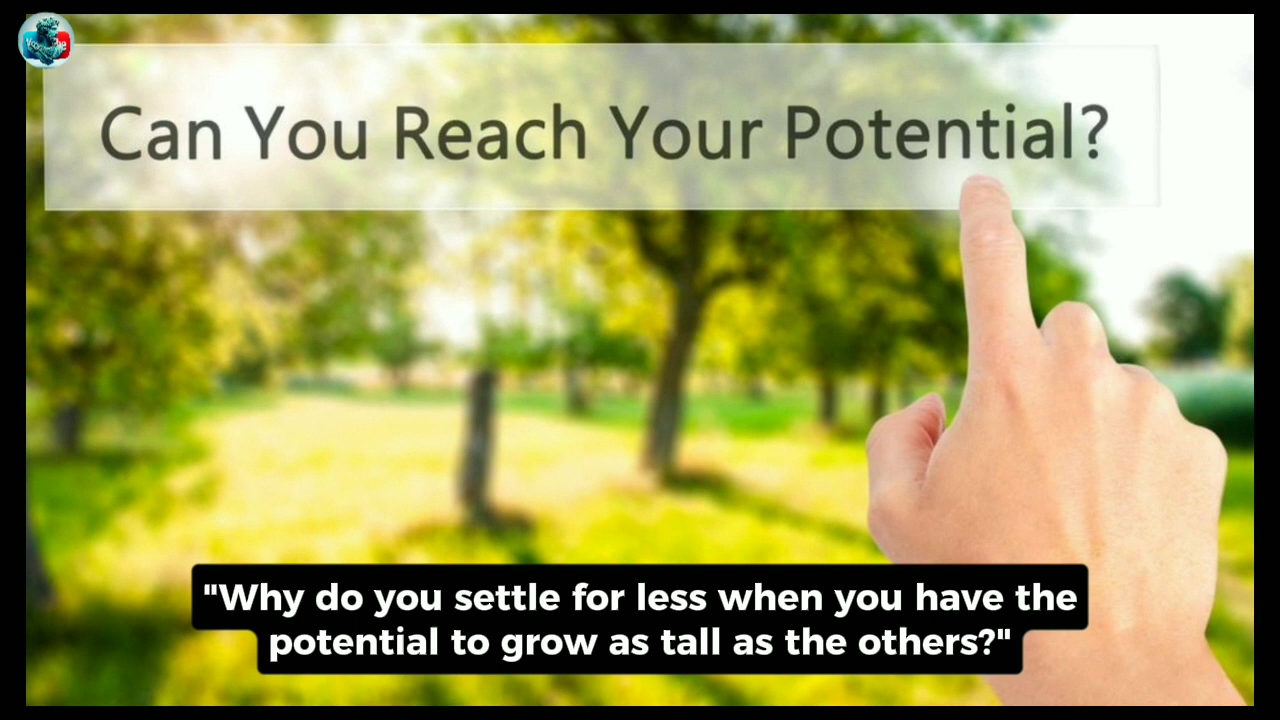 Can You Reach Your Potential?
"Why do you settle for less when you have the
potential to grow as tall as the others?"